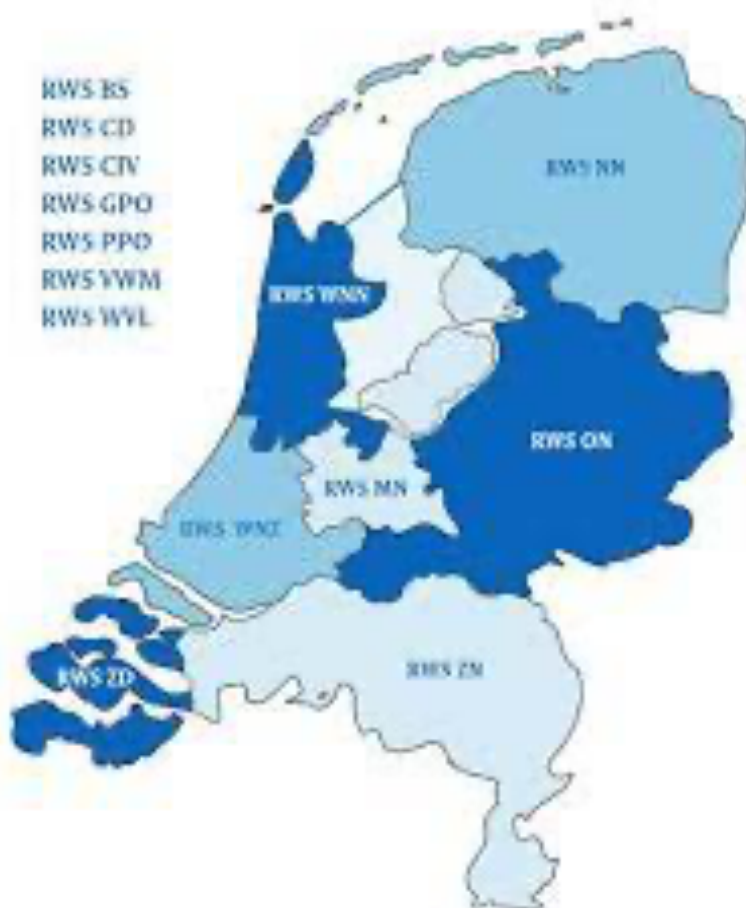 RWS BS
RWS CD
RWS CIV
RWS GPO
RWS PPO
RWS VWM
RWS WVL
RWS NN
RWS WNN
RWS ON
RWS MN
RWS WNZ
RWS ZD
RWS ZN